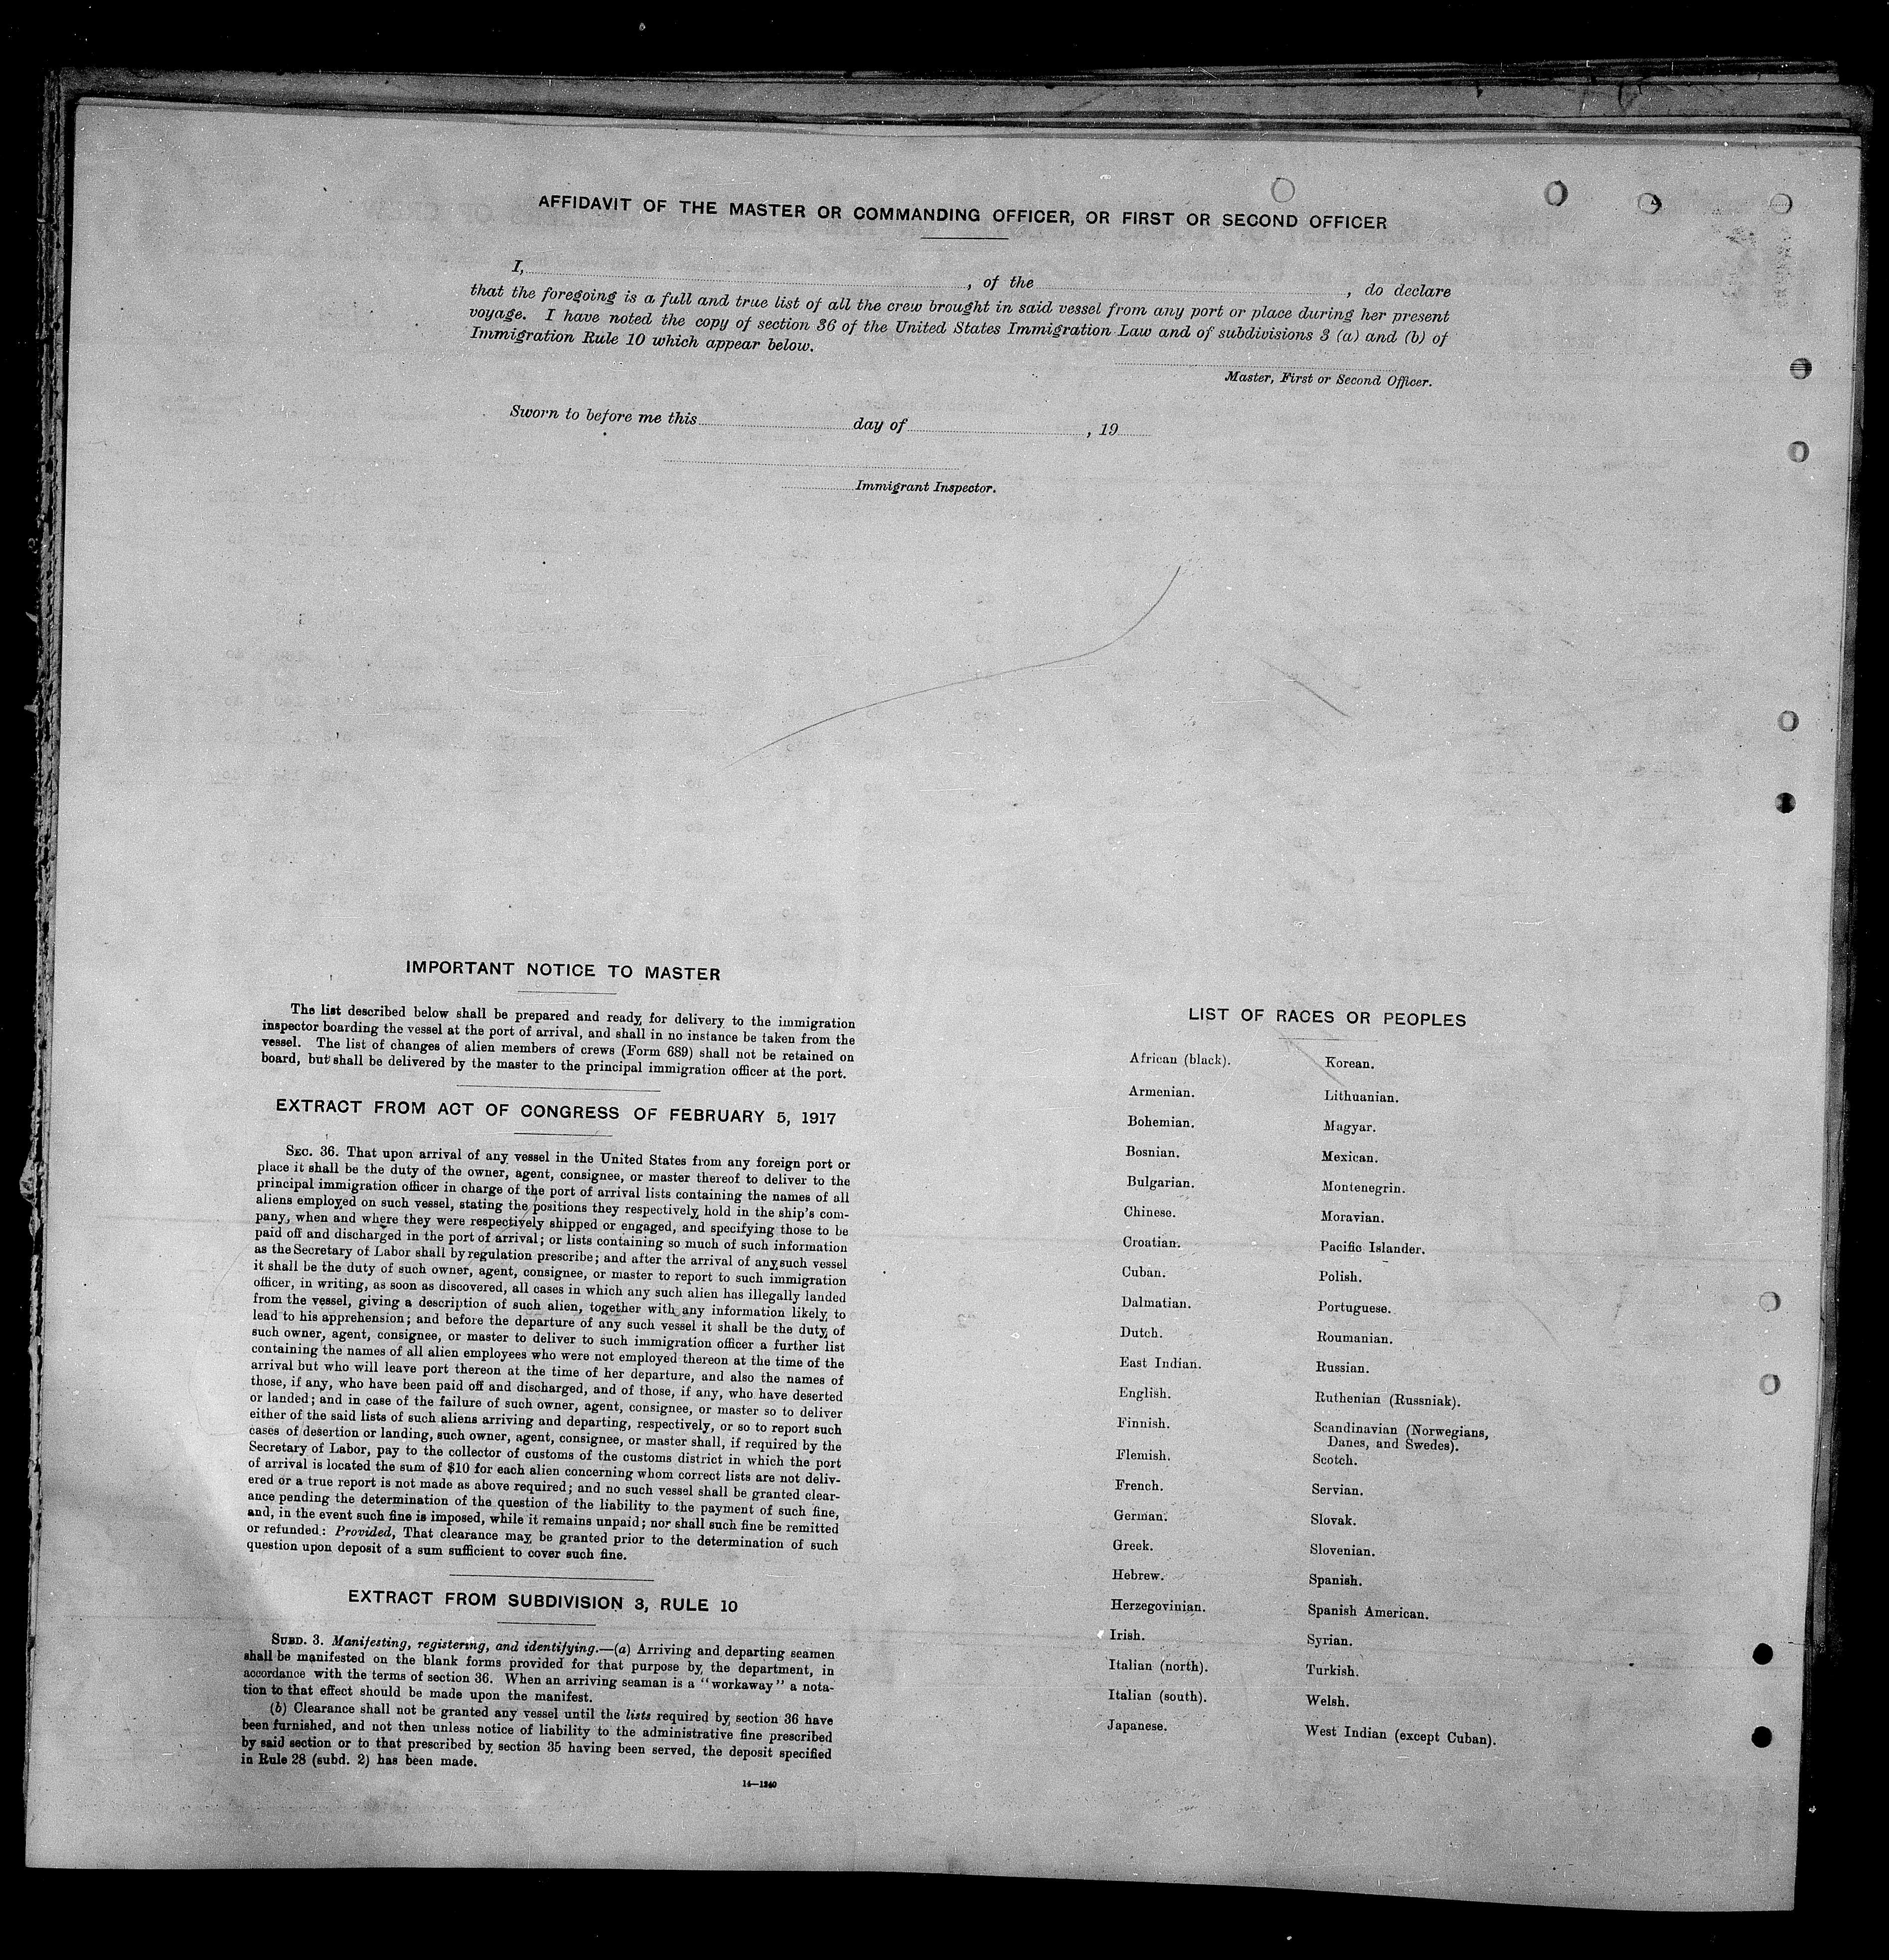 AFFIDAVIT OF THE MASTER OR COMMANDING OFFICER, OR FIRST OR SECOND OFFICER
I, , of the , do declare
that the foregoing is a full and true list of all the crew brought in said vessel from any port or place during her present
voyage. I have noted the copy of section 36 of the United States Immigration Law and of subdivisions 3 (a) and (b) of
Immigration Rule 10 which appear below.
Master, First or Second Officer.
Sworn to before me this day of , 19
Immigrant Inspector.
IMPORTANT NOTICE TO MASTER
The list described below shall be prepared and ready for delivery to the immigration
inspector boarding the vessel at the port of arrival, and shall in no instance be taken from the
vessel. The list of changes of alien members of crews (Form 689) shall not be retained on
board, but shall be delivered by the master to the principal immigration officer at the port.
EXTRACT FROM ACT OF CONGRESS OF FEBRUARY 5, 1917
SEC. 36. That upon arrival of any vessel in the United States from any foreign port or
place it shall be the duty of the owner, agent, consignee, or master thereof to deliver to the
principal immigration officer in charge of the port of arrival lists containing the names of all
aliens employed on such vessel, stating the positions they respectively hold in the ship's com-
pany, when and where they were respectively shipped or engaged, and specifying those to be
paid off and discharged in the port of arrival; or lists containing so much of such information
as the Secretary of Labor shall by regulation prescribe; and after the arrival of any such vessel
it shall be the duty of such owner, agent, consignee, or master to report to such immigration
officer, in writing, as soon as discovered, all cases in which any such alien has illegally landed
from the vessel, giving a description of such alien, together with any information likely to
lead to his apprehension; and before the departure of any such vessel it shall be the duty of
such owner, agent, consignee, or master to deliver to such immigration officer a further list
containing the names of all alien employees who were not employed thereon at the time of the
arrival but who will leave port thereon at the time of her departure, and also the names of
those, if any, who have been paid off and discharged, and of those, if any, who have deserted
or landed; and in case of the failure of such owner, agent, consignee, or master so to deliver
either of the said lists of such aliens arriving and departing, respectively, or so to report such
cases of desertion or landing, such owner, agent, consignee, or master shall, if required by the
Secretary of Labor, pay to the collector of customs of the customs district in which the port
of arrival is located the sum of $10 for each alien concerning whom correct lists are not deliv-
ered or a true report is not made as above required; and no such vessel shall be granted clear-
ance pending the determination of the question of the liability to the payment of such fine,
and, in the event such fine is imposed, while it remains unpaid; nor shall such fine be remitted
or refunded: Provided, That clearance may be granted prior to the determination of such
question upon deposit of a sum sufficient to cover such fine.
EXTRACT FROM SUBDIVISION 3, RULE 10
SUBD. 3. Manifesting, registering, and identifying.—(a) Arriving and departing seamen
shall be manifested on the blank forms provided for that purpose by the department, in
accordance with the terms of section 36. When an arriving seaman is a "workaway" a nota-
tion to that effect should be made upon the manifest.
(b) Clearance shall not be granted any vessel until the lists required by section 36 have
been furnished, and not then unless notice of liability to the administrative fine prescribed
by said section or to that prescribed by section 35 having been served, the deposit specified
in Rule 28 (subd. 2) has been made.
14—1240
LIST OF RACES OR PEOPLES
African (black).
Armenian.
Bohemian.
Bosnian.
Bulgarian.
Chinese.
Croatian.
Cuban.
Dalmatian.
Dutch.
East Indian.
English.
Finnish.
Flemish.
French.
German.
Greek.
Hebrew.
Herzegovinian.
Irish.
Italian (north).
Italian (south).
Japanese.
Korean.
Lithuanian.
Magyar.
Mexican.
Montenegrin.
Moravian.
Pacific Islander.
Polish.
Portuguese.
Roumanian.
Russian.
Ruthenian (Russniak).
Scandinavian (Norwegians,
Danes, and Swedes).
Scotch.
Servian.
Slovak.
Slovenian.
Spanish.
Spanish American.
Syrian.
Turkish.
Welsh.
West Indian (except Cuban).